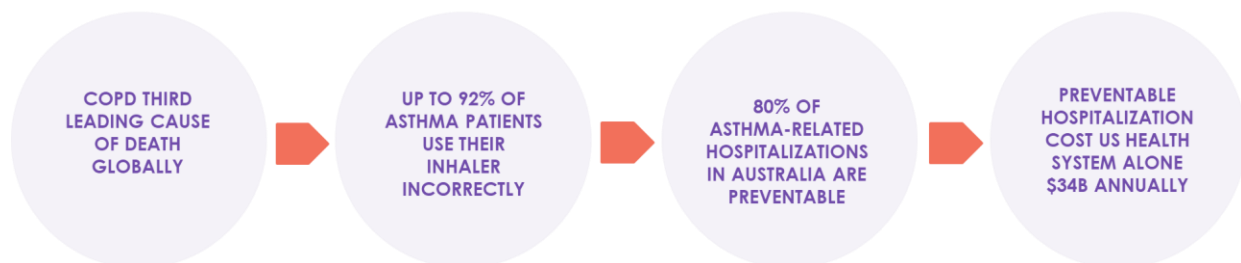 COPD THIRD
LEADING CAUSE
OF DEATH
GLOBALLY
UP TO 92% OF
ASTHMA PATIENTS
USE THEIR
INHALER
INCORRECTLY
80% OF
ASTHMA-RELATED
HOSPITALIZATIONS
IN AUSTRALIA ARE
PREVENTABLE
PREVENTABLE
HOSPITALIZATION
COST US HEALTH
SYSTEM ALONE
$34B ANNUALLY